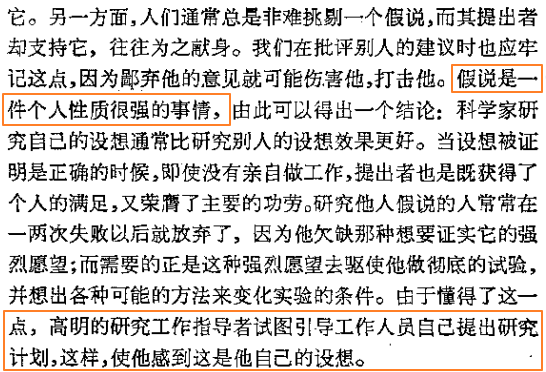 它。另一方面,人们通常总是非难挑剔一个假说,而其提出者
却支持它，往往为之献身。我们在批评别人的建议时也应牢
记这点,因为鄙弃他的意见就可能伤害他,打击他。假说是一
件个人性质很强的事情，由此可以得出一个结论：科学家研
究自己的设想通常比研究别人的设想效果更好。当设想被证
明是正确的时候,即使没有亲自做工作,提出者也是既获得了
个人的满足,又荣膺了主要的功劳。研究他人假说的人常常在
一两次失败以后就放弃了，因为他欠缺那种想要证实它的强
烈愿望;而需要的正是这种强烈愿望去驱使他做彻底的试验,
并想出各种可能的方法来变化实验的条件。由于懂得了这一
点，高明的研究工作指导者试图引导工作人员自己提出研究
计划,这样,使他感到这是他自己的设想。